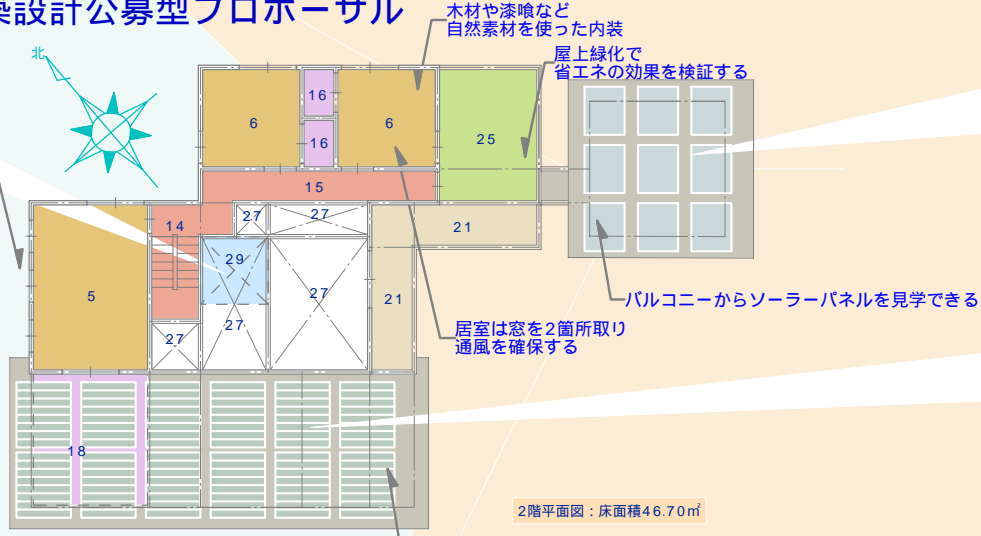 築設計公募型プロポーザル
木材や漆喰など
自然素材を使った内装
屋上緑化で
省エネの効果を検証する
北
6
16
16
6
25
15
14
27
27
21
5
29
27
21
27
27
バルコニーからソーラーパネルを見学できる
居室は窓を2箇所取り
通風を確保する
18
2階平面図：床面積46.70㎡